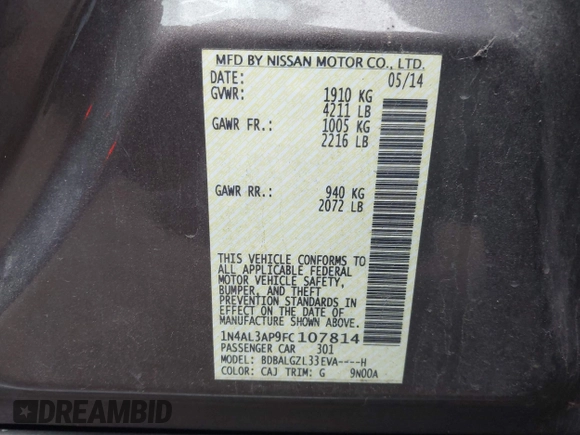 MFD BY NISSAN MOTOR CO., LTD.
DATE: 05/14
GVWR: 1910 KG
4211 LB
GAWR FR.: 1005 KG
2216 LB
GAWR RR.: 940 KG
2072 LB
THIS VEHICLE CONFORMS TO
ALL APPLICABLE FEDERAL
MOTOR VEHICLE SAFETY,
BUMPER, AND THEFT
PREVENTION STANDARDS IN
EFFECT ON THE DATE OF
MANUFACTURE SHOWN ABOVE.
1N4AL3AP9FC107814
PASSENGER CAR 301
MODEL: BDBALGZL33EVA----H
COLOR: CAJ TRIM: G 9N00A
DREAMBID